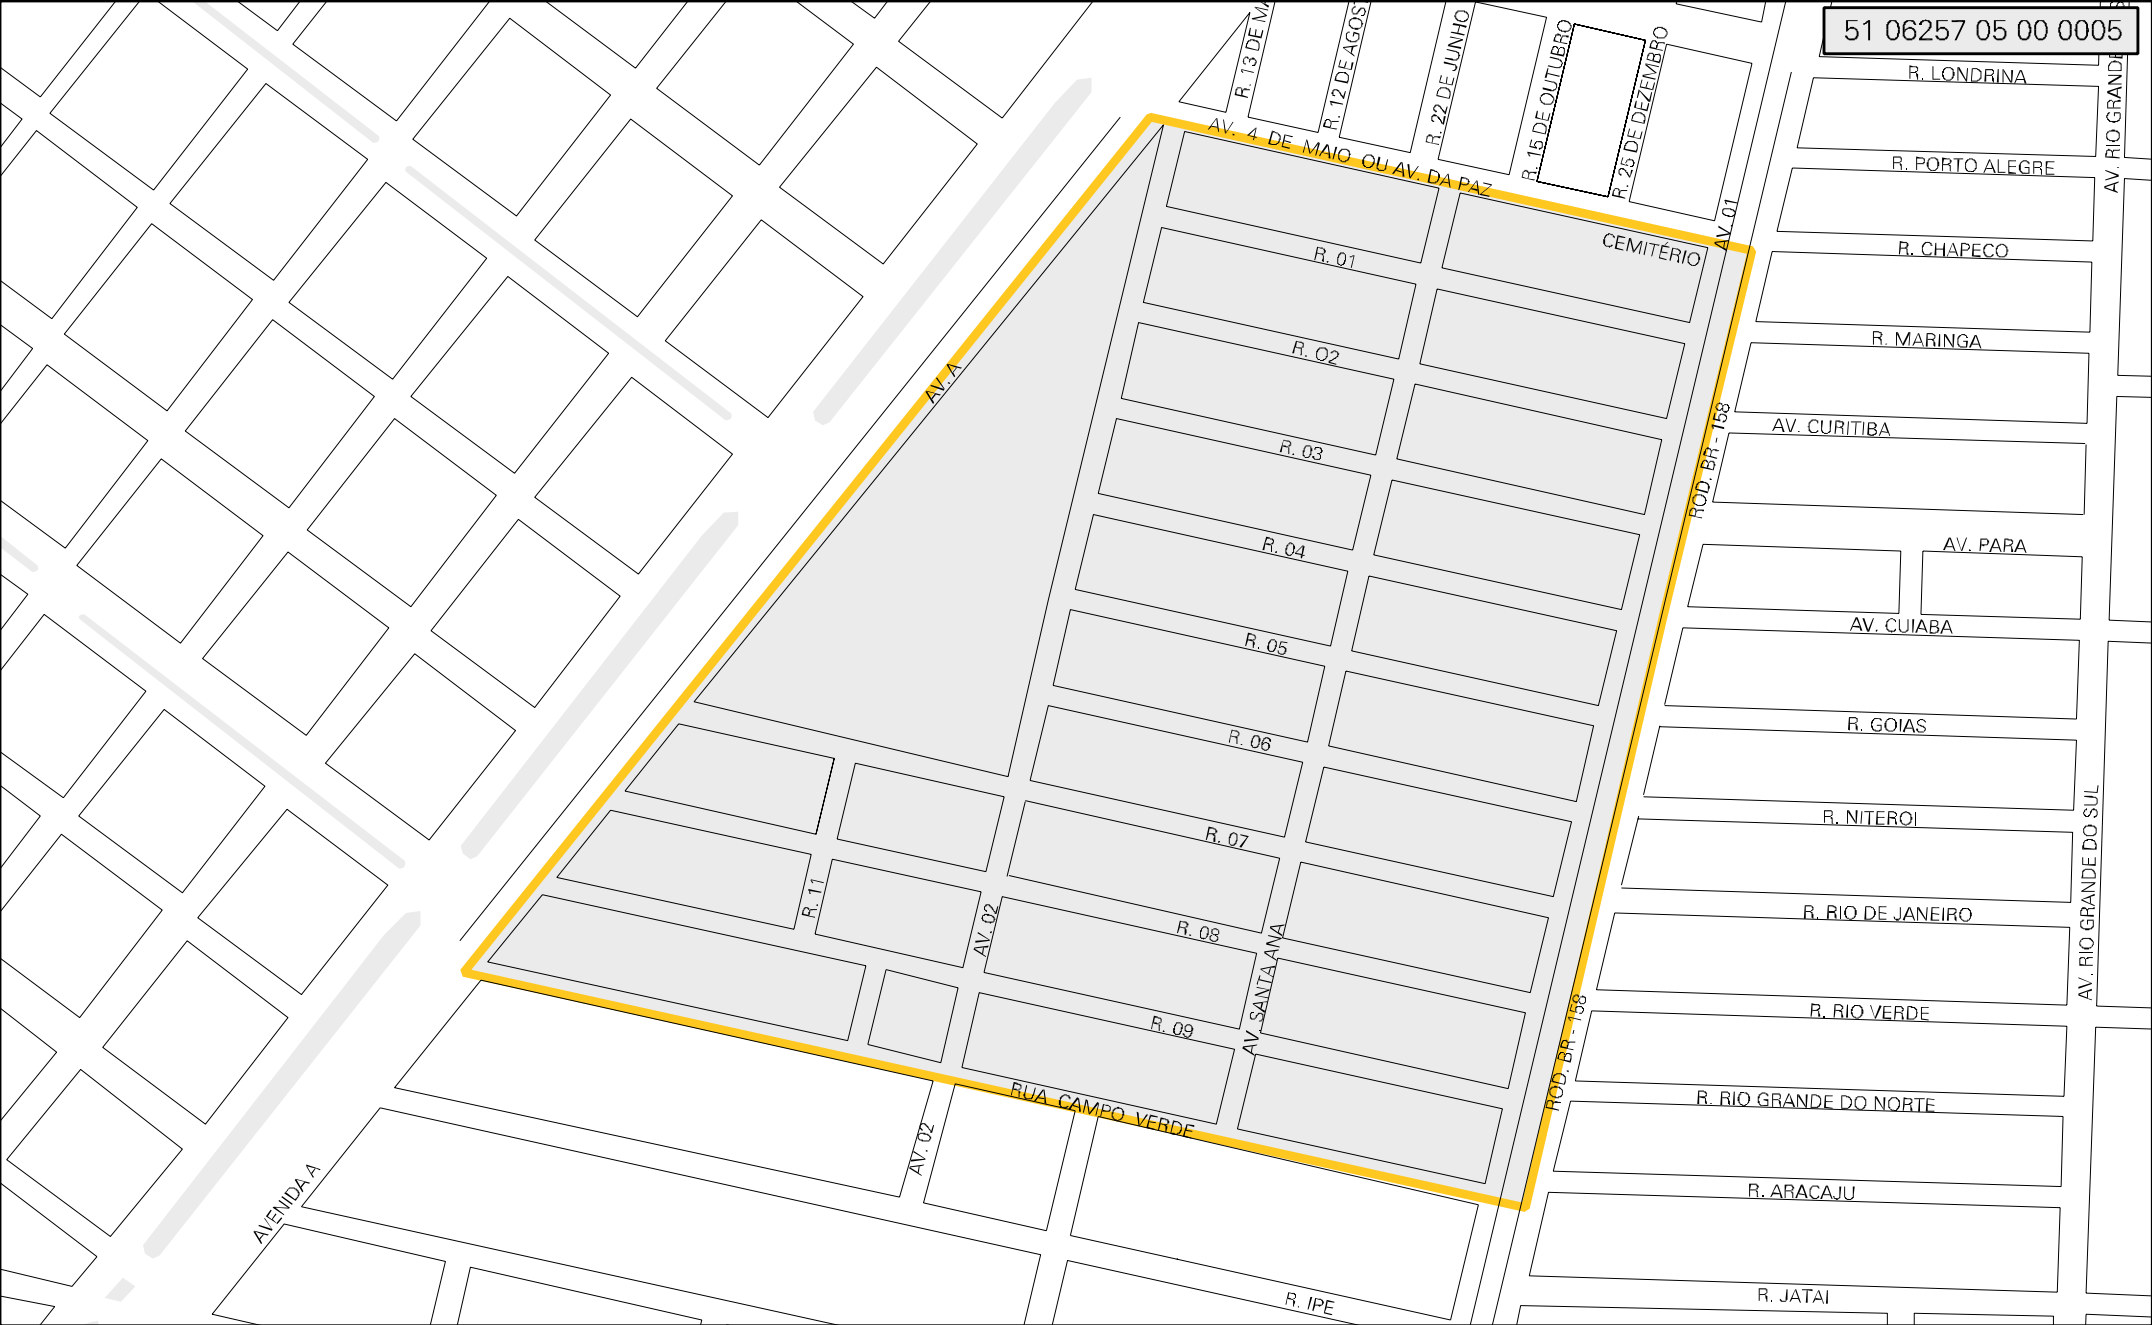 51 06257 05 00 0005
R. LONDRINA
AV. RIO GRANDE
R. 13 DE
R. 12 DE
R. 22 DE JUNHO
R. 15 DE OUTUBRO
R. 25 DE DEZEMBRO
AV. 4 DE MAIO OU AV. DA PAZ
R. PORTO ALEGRE
AV. 01
CEMITÉRIO
R. CHAPECO
R. 01
R. MARINGA
R. O2
AV. A
AV. CURITIBA
ROD. BR - 158
R. 03
R. 04
AV. PARA
AV. CUIABA
R. 05
R. GOIAS
R. 06
R. NITEROI
R. 07
AV. RIO GRANDE DO SUL
R. 11
AV. 02
R. 08
R. RIO DE JANEIRO
AV. SANTA ANA
R. 09
R. RIO VERDE
ROD. BR - 158
RUA CAMPO VERDE
R. RIO GRANDE DO NORTE
AV. 02
AVENIDA A
R. ARACAJU
R. IPE
R. JATAI